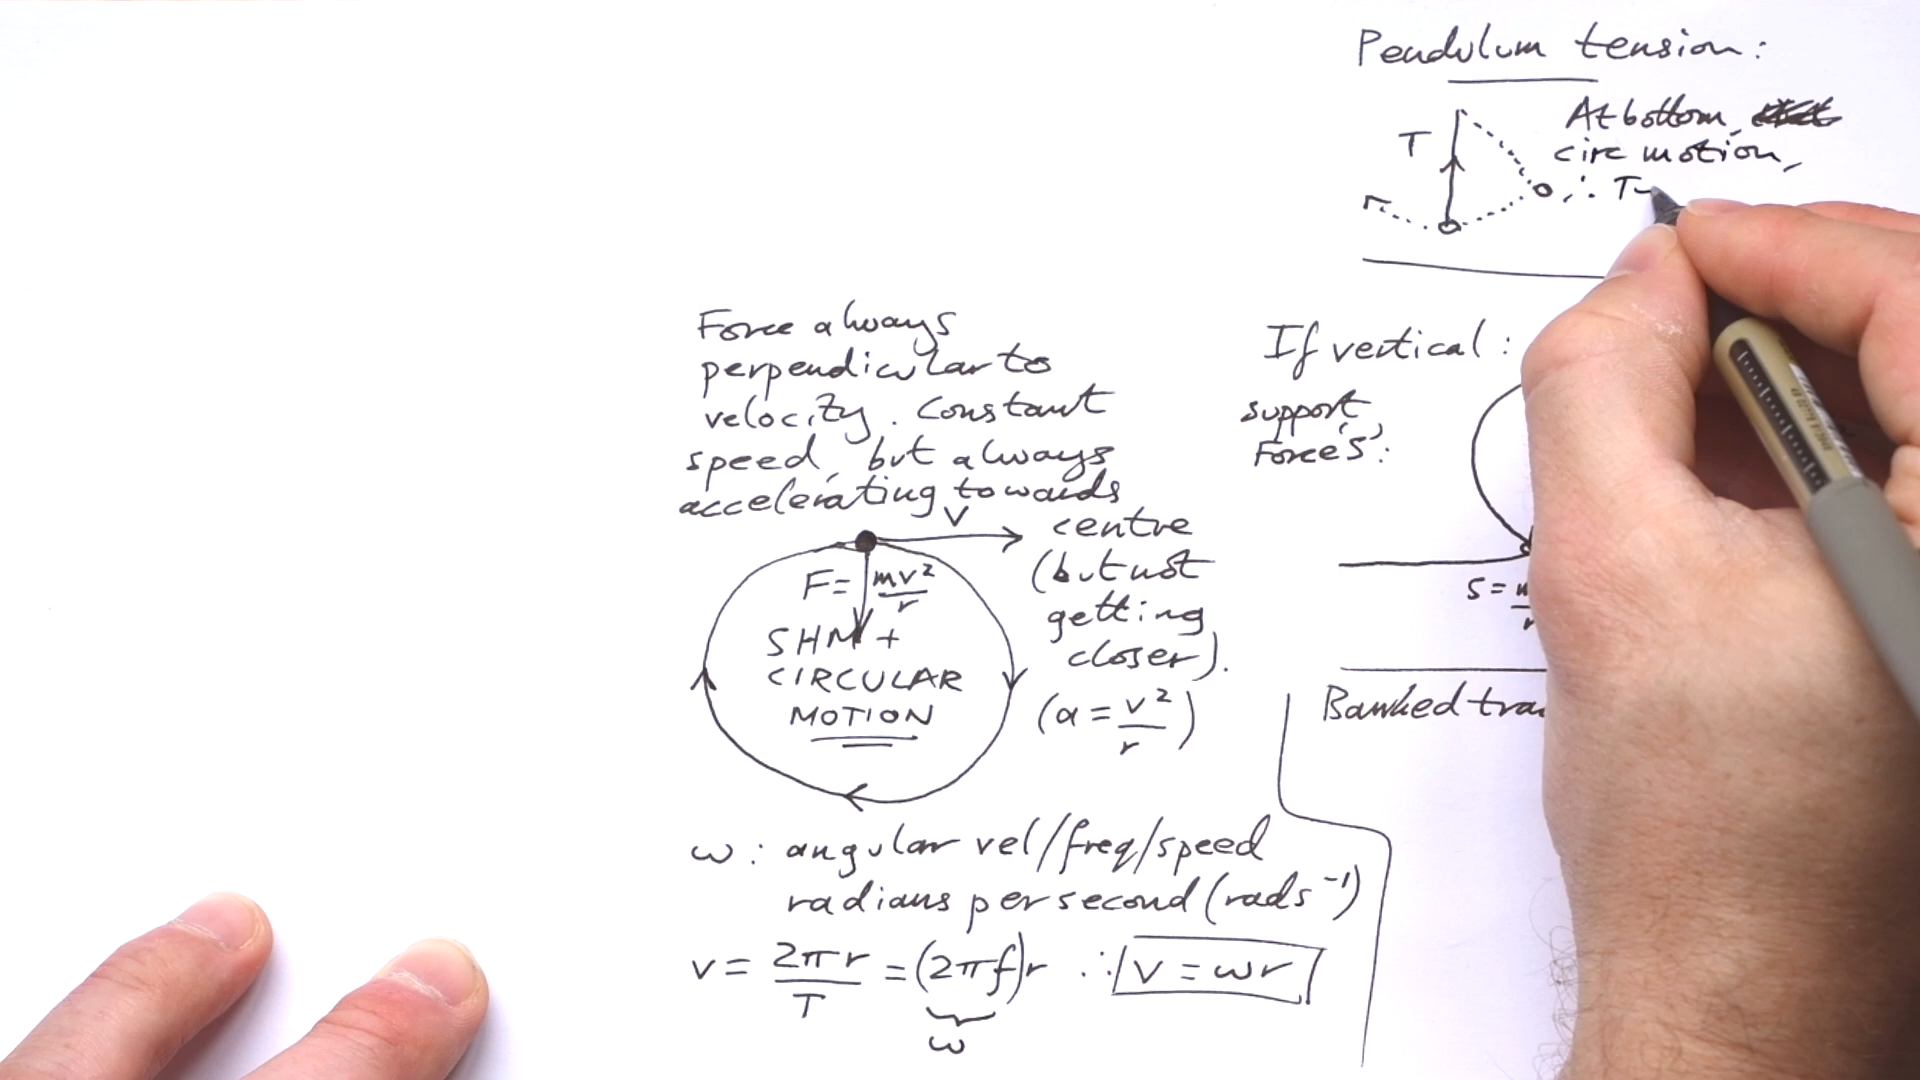 Pendulum tension:
T
At bottom,
circ motion,
∴ T-
Force always
perpendicular to
velocity. Constant
speed, but always
accelerating towards
centre
(but not
getting
closer).
(a = v²/r)
v
F = mv²/r
SHM +
CIRCULAR
MOTION
ω : angular vel/freq/speed
radians per second (rads⁻¹)
v = 2πr/T = (2πf)r ∴ v = ωr
ω
If vertical :
support
Force 'S':
S =
Banked